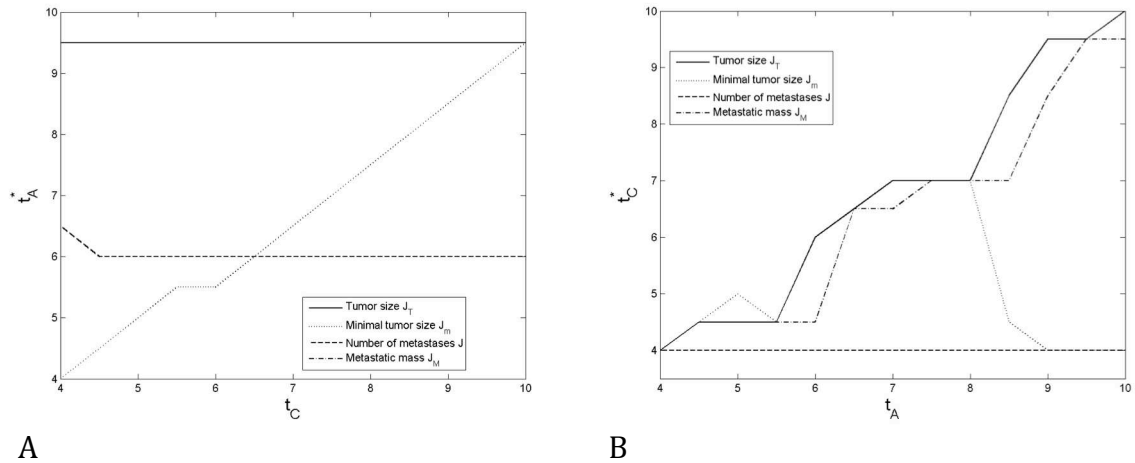 10
9
8
7
6
5
4
t*A
Tumor size JT
Minimal tumor size Jm
Number of metastases J
Metastatic mass JM
4 5 6 7 8 9 10
tC
A
10
9
8
7
6
5
4
t*C
Tumor size JT
Minimal tumor size Jm
Number of metastases J
Metastatic mass JM
4 5 6 7 8 9 10
tA
B